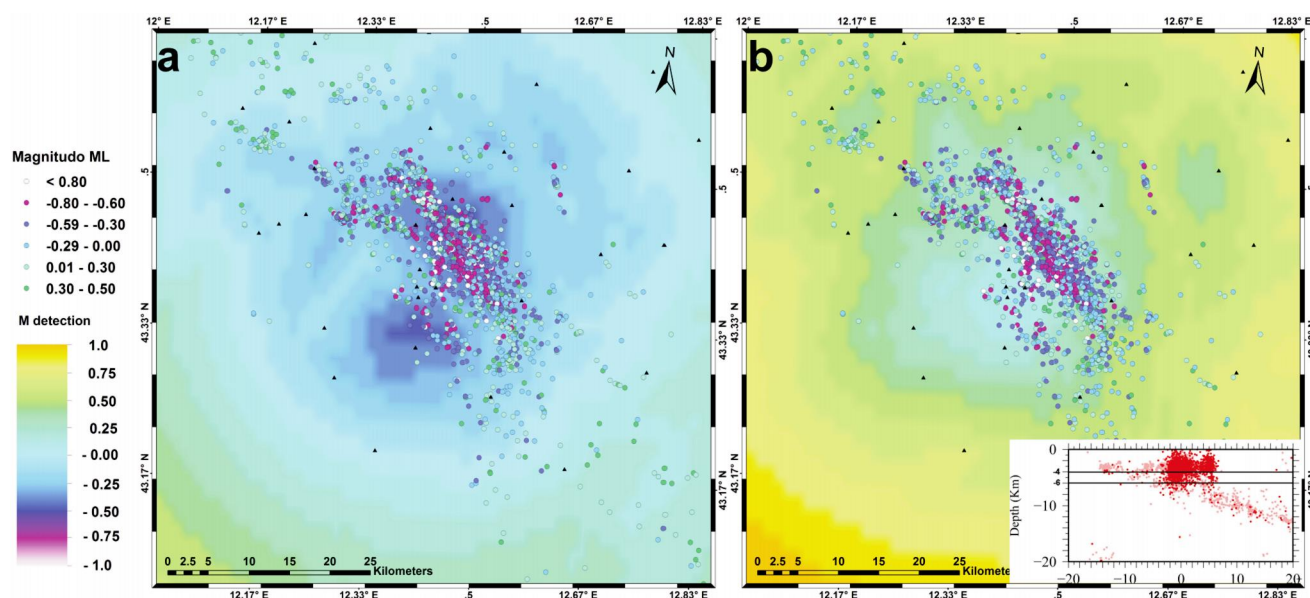 12° E 12.17° E 12.33° E .5 12.67° E 12.83° E
12° E 12.17° E 12.33° E .5 12.67° E 12.83° E
a
N
b
N
Magnitudo ML
< 0.80
-0.80 - -0.60
-0.59 - -0.30
-0.29 - 0.00
0.01 - 0.30
0.30 - 0.50
M detection
1.0
0.75
0.50
0.25
- 0.00
- 0.25
- 0.50
- 0.75
- 1.0
.5
.5
.5
43.33° N
43.33° N
43.33° N
43.17° N
43.17° N
43.17° N
0 2.5 5 10 15 20 25
Kilometers
0 2.5 5 10 15 20 25
Kilomete
Depth (Km)
0
-4
-6
-10
-20
-20 -10 0 10 20
12.17° E 12.33° E .5 12.67° E 12.83° E
12.17° E 12.33° E .5 12.67° E 12.83° E